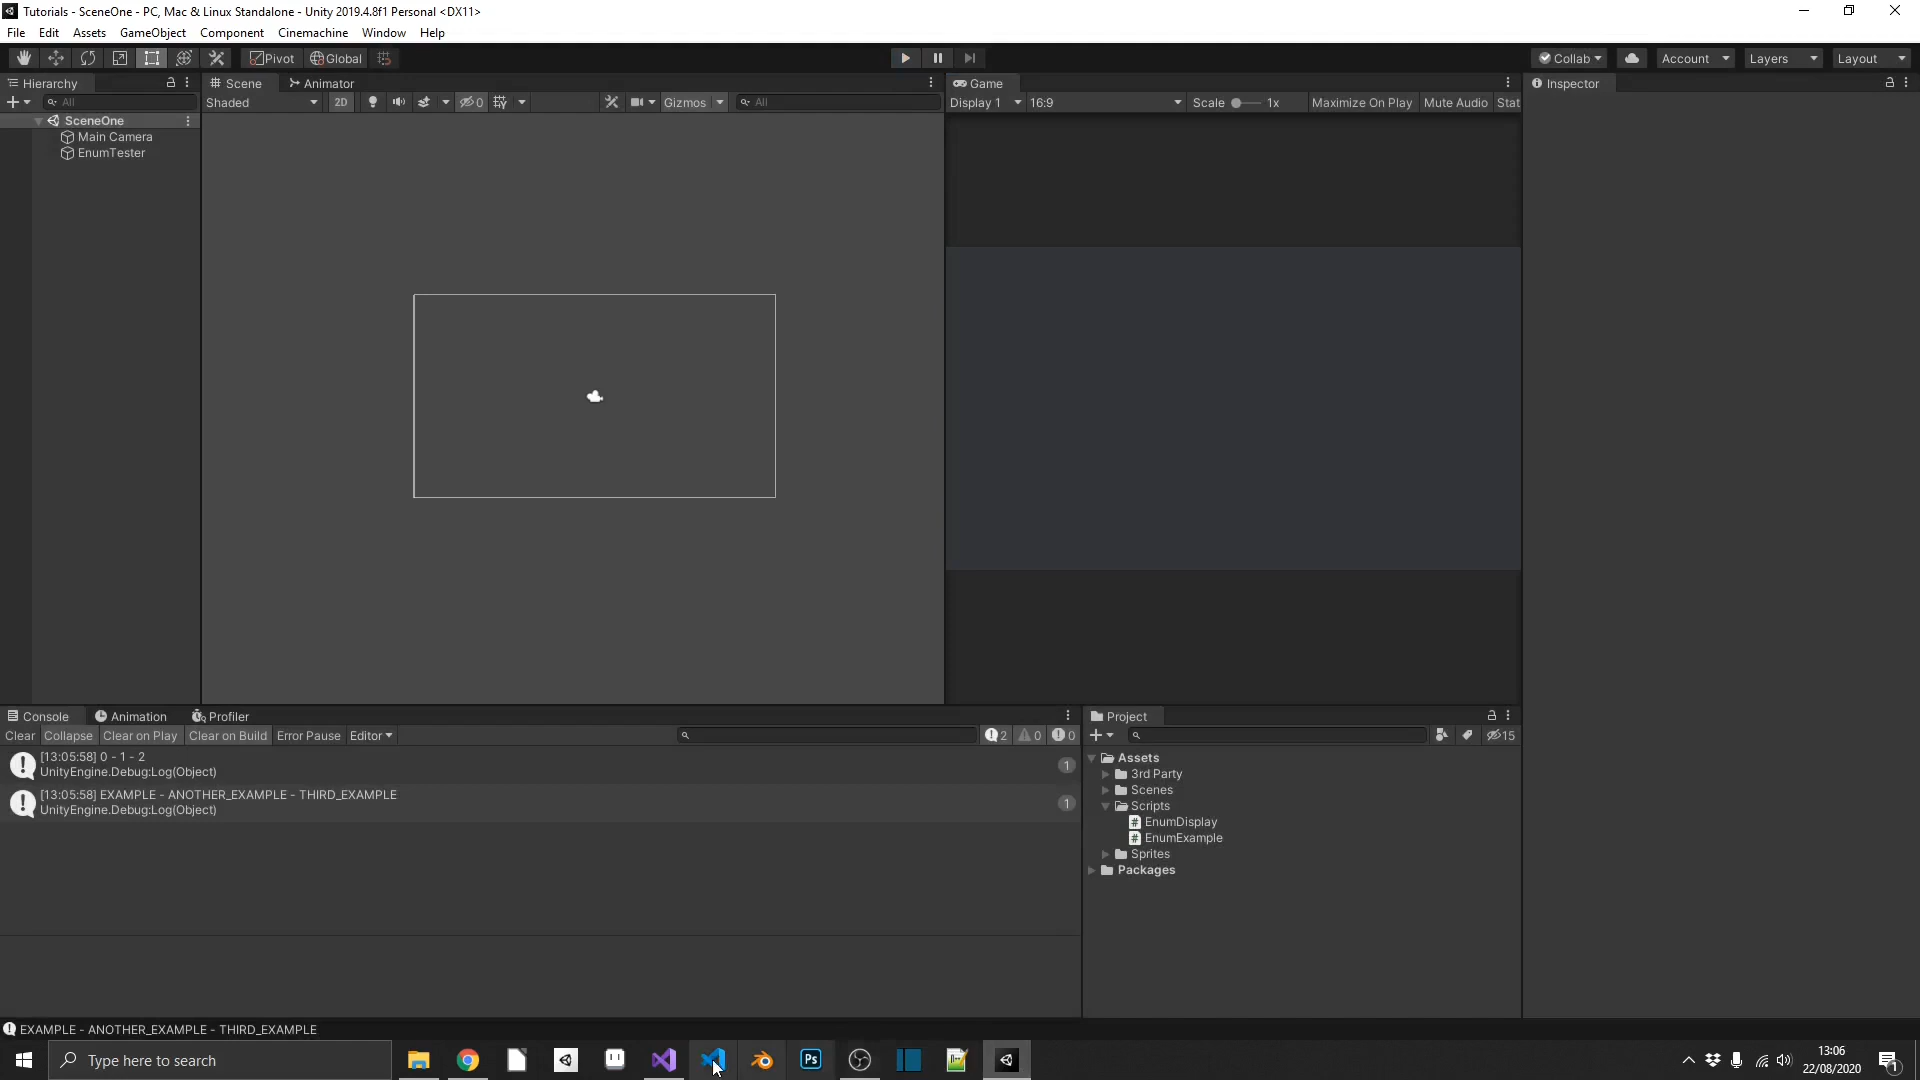 Tutorials - SceneOne - PC, Mac & Linux Standalone - Unity 2019.4.8f1 Personal <DX11>
File Edit Assets GameObject Component Cinemachine Window Help
Pivot Global Collab Account Layers Layout
Hierarchy Scene Animator Game Inspector
All Shaded 2D 0 Gizmos All Display 1 16:9 Scale 1x Maximize On Play Mute Audio Stat
SceneOne
Main Camera
EnumTester
Console Animation Profiler Project
Clear Collapse Clear on Play Clear on Build Error Pause Editor 2 0 0 15
[13:05:58] 0 - 1 - 2
UnityEngine.Debug:Log(Object)
1
[13:05:58] EXAMPLE - ANOTHER_EXAMPLE - THIRD_EXAMPLE
UnityEngine.Debug:Log(Object)
1
Assets
3rd Party
Scenes
Scripts
EnumDisplay
EnumExample
Sprites
Packages
EXAMPLE - ANOTHER_EXAMPLE - THIRD_EXAMPLE
Type here to search
Ps
13:06
22/08/2020
1